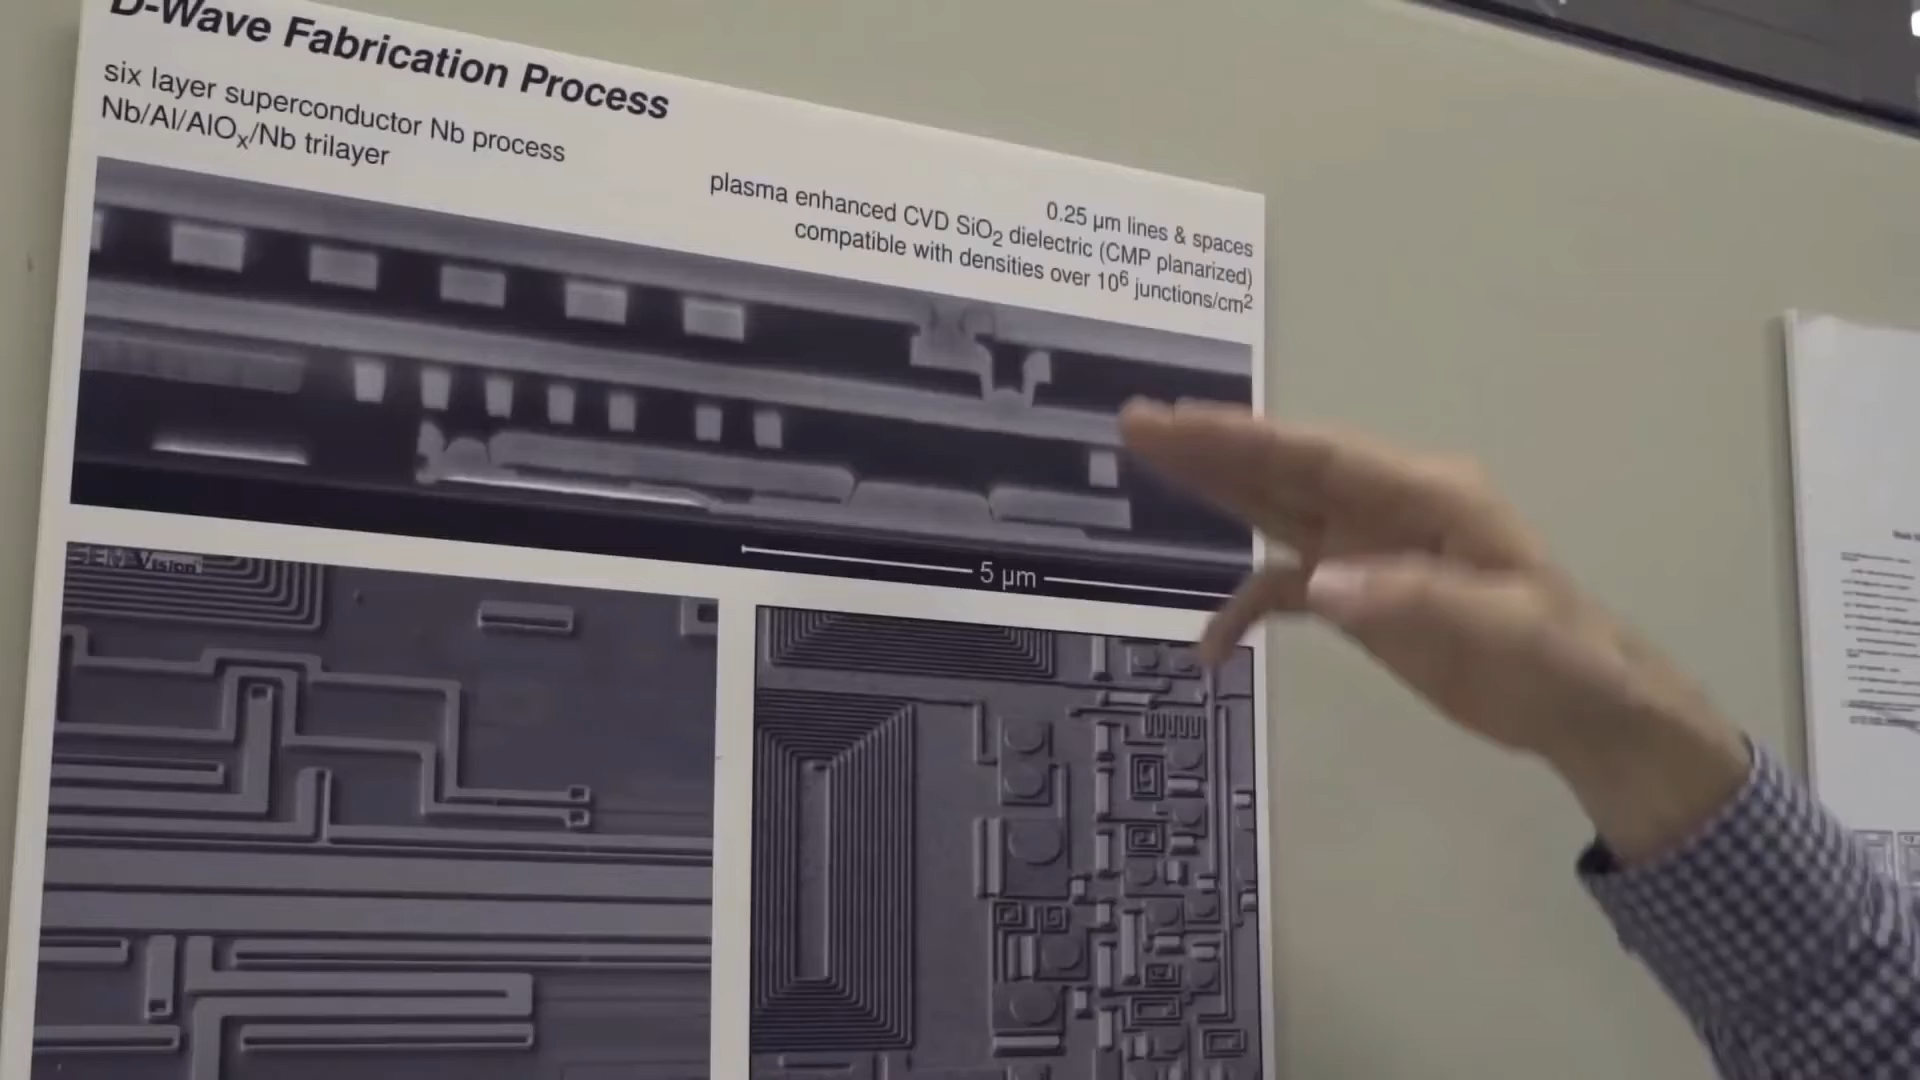 D-Wave Fabrication Process
six layer superconductor Nb process
Nb/Al/AlOx/Nb trilayer
0.25 µm lines & spaces
plasma enhanced CVD SiO2 dielectric (CMP planarized)
compatible with densities over 10⁶ junctions/cm²
5 µm
Vision